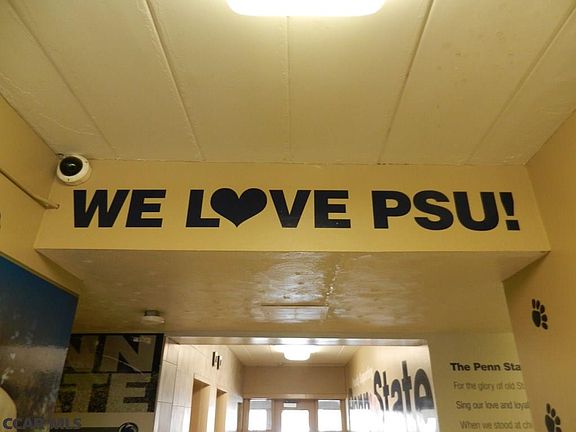 WE L♥VE PSU!
NN
TE
State
The Penn Sta
For the glory of old St
Sing our love and loyal
When we stood at ch
CCAR MLS